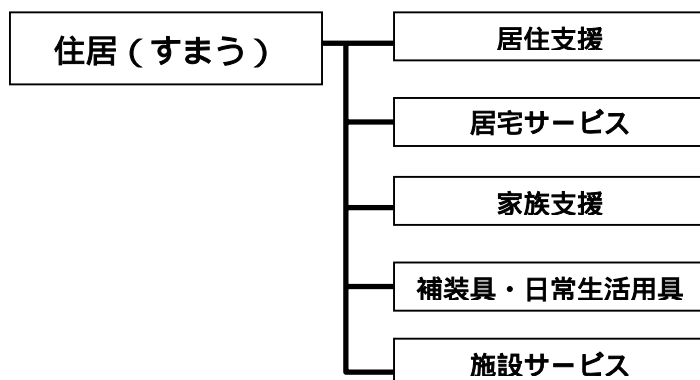 住居（すまう）
居住支援
居宅サービス
家族支援
補装具・日常生活用具
施設サービス